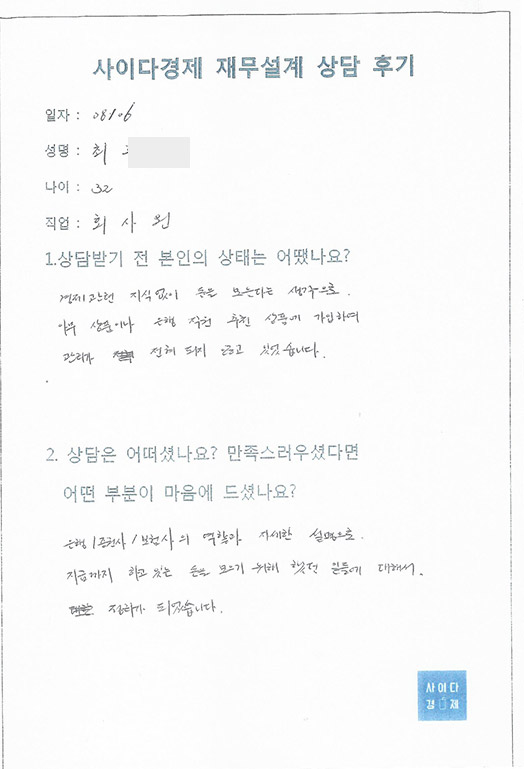 사이다경제 재무설계 상담 후기
일자 : 08/06
성명 : 최
나이 : 32
직업 : 회사원
1.상담받기 전 본인의 상태는 어땠나요?
경제관련 지식없이 돈을 모은다는 생각으로.
아무 상품이나 은행 직원 추천 상품에 가입하여
관리가 전혀 되지 않고 있었습니다.
2. 상담은 어떠셨나요? 만족스러우셨다면
어떤 부분이 마음에 드셨나요?
은행/증권사/보험사의 역할과 자세한 설명으로.
지금까지 하고 있는 돈을 모으기 위해 했던 일들에 대해서.
정리가 되었습니다.
사이다
경제